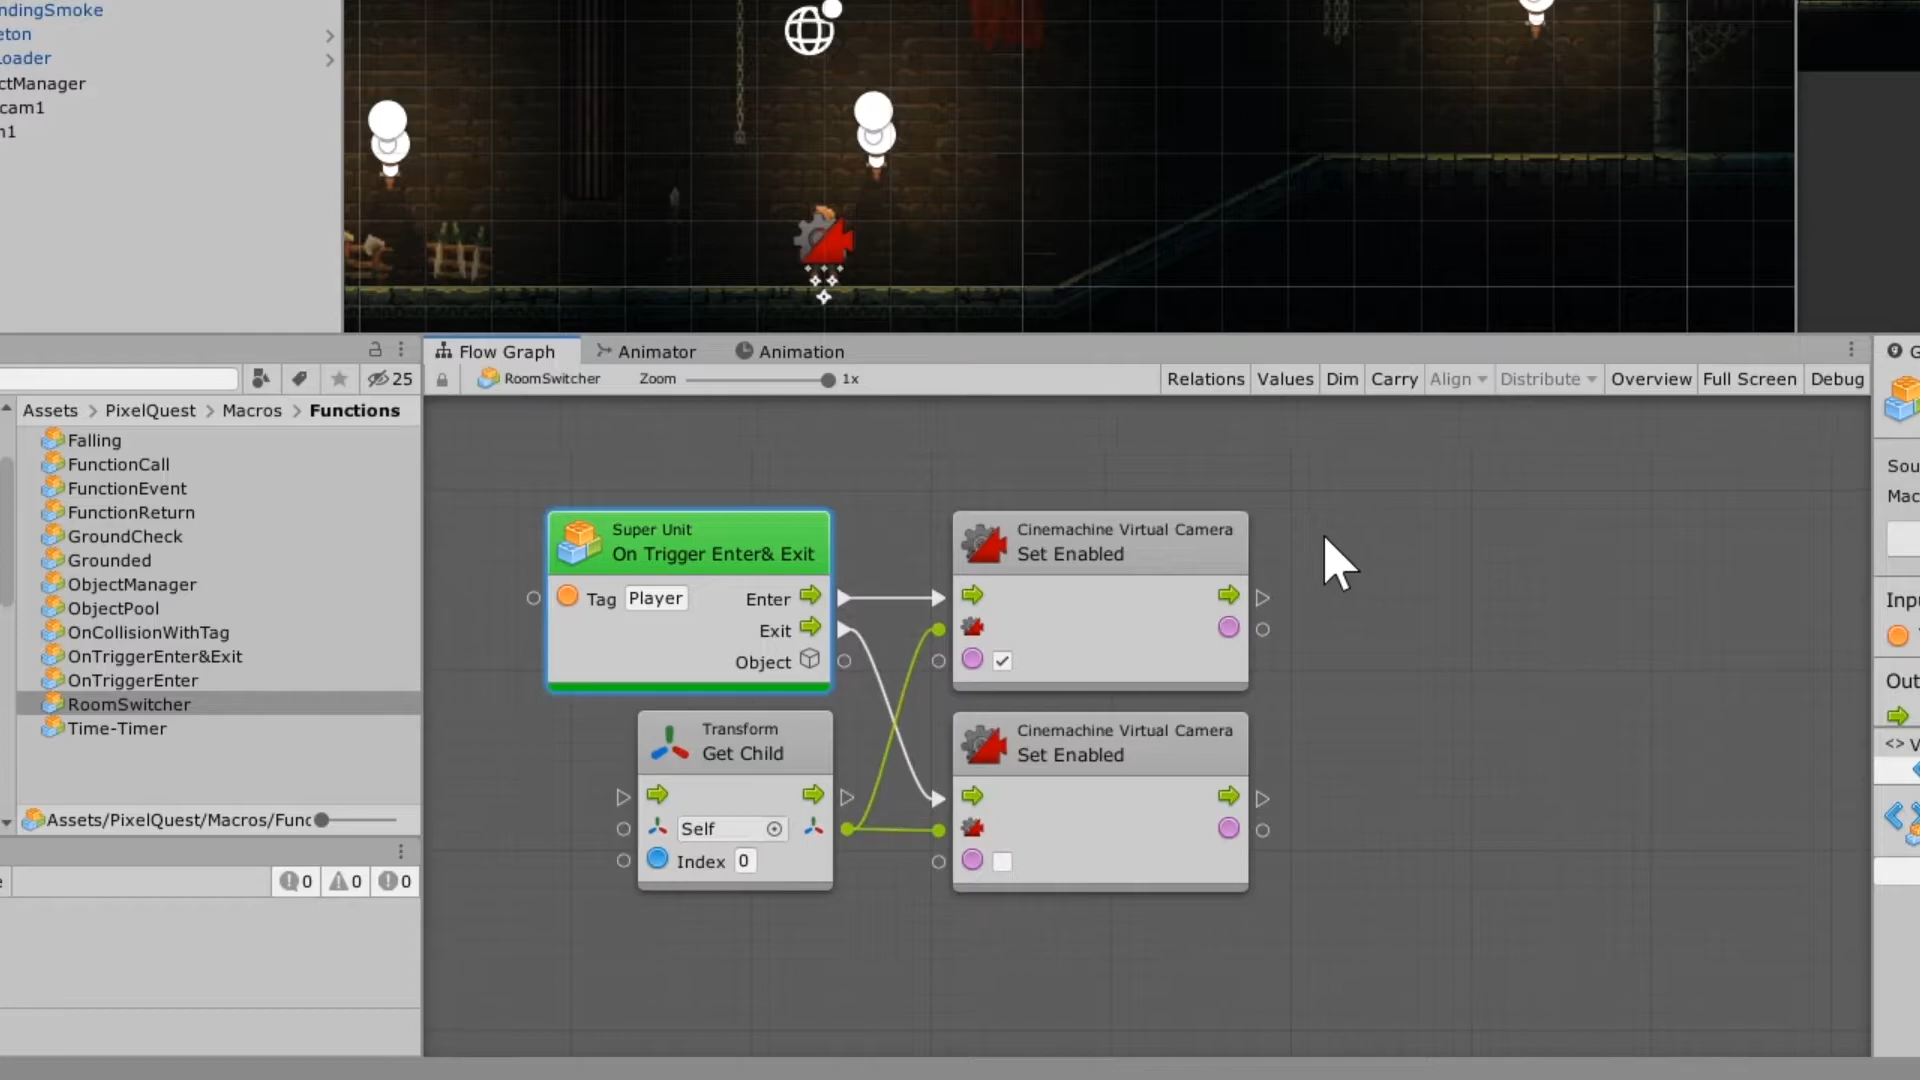 ndingSmoke
eton
Loader
ctManager
cam1
n1
Flow Graph
Animator
Animation
25
RoomSwitcher
Zoom
1x
Relations
Values
Dim
Carry
Align
Distribute
Overview
Full Screen
Debug
Assets > PixelQuest > Macros > Functions
Falling
FunctionCall
FunctionEvent
FunctionReturn
GroundCheck
Grounded
ObjectManager
ObjectPool
OnCollisionWithTag
OnTriggerEnter&Exit
OnTriggerEnter
RoomSwitcher
Time-Timer
Assets/PixelQuest/Macros/Func
0
0
0
Super Unit
On Trigger Enter& Exit
Tag Player
Enter
Exit
Object
Transform
Get Child
Self
Index 0
Cinemachine Virtual Camera
Set Enabled
Cinemachine Virtual Camera
Set Enabled
G
Sou
Mac
Inpu
Out
<> V